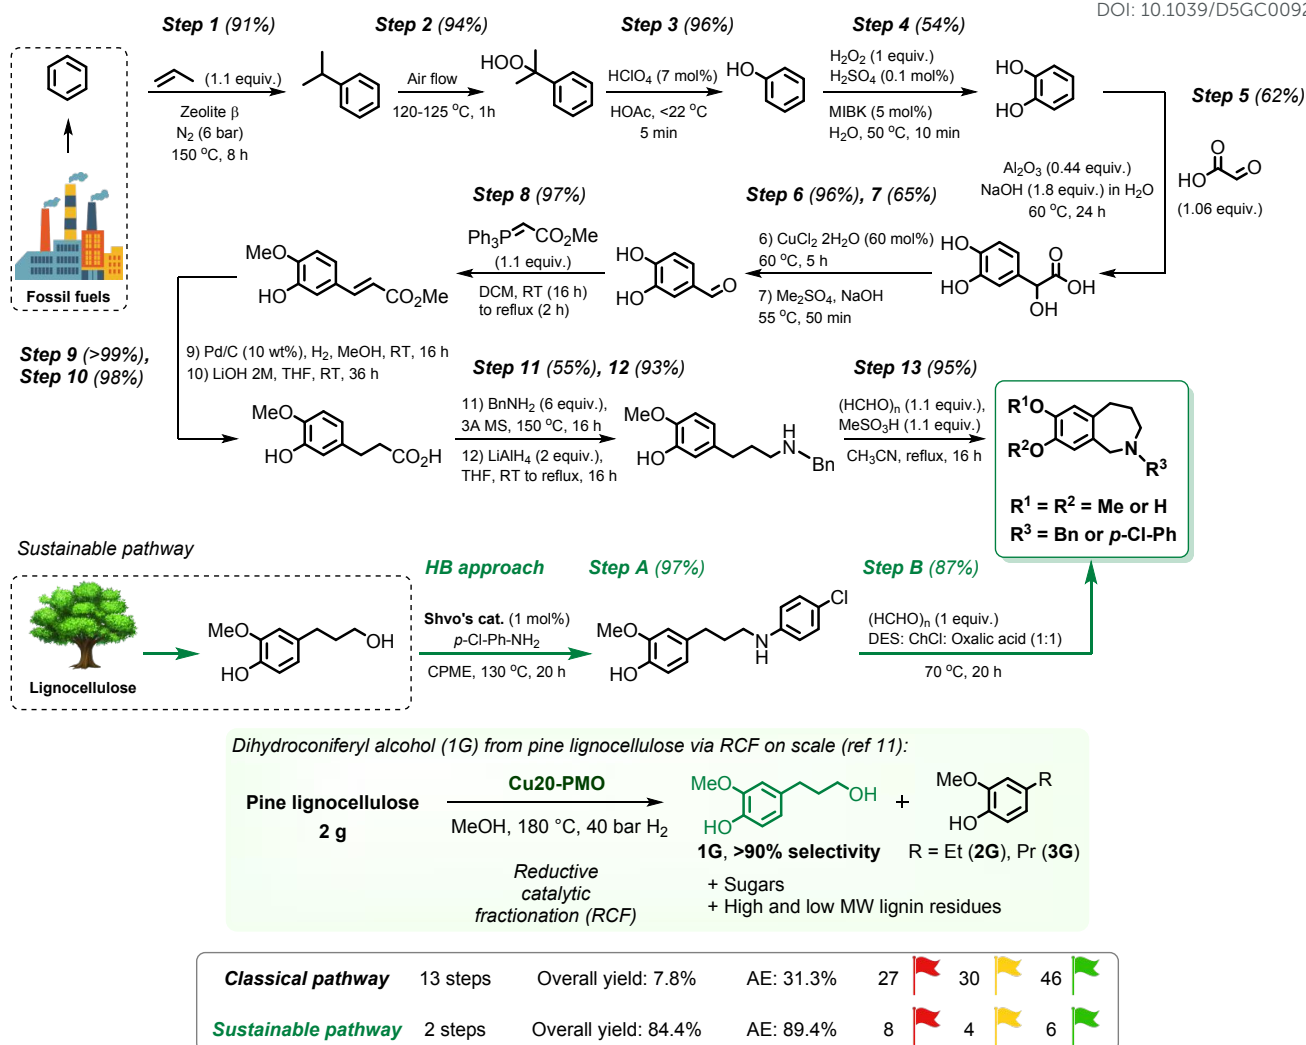 DOI: 10.1039/D5GC0092
Step 1 (91%)
Step 2 (94%)
Step 3 (96%)
Step 4 (54%)
(1.1 equiv.)
Zeolite β
N2 (6 bar)
150 °C, 8 h
Air flow
120-125 °C, 1h
HOO
HClO4 (7 mol%)
HOAc, <22 °C
5 min
HO
H2O2 (1 equiv.)
H2SO4 (0.1 mol%)
MIBK (5 mol%)
H2O, 50 °C, 10 min
HO
HO
Step 5 (62%)
Al2O3 (0.44 equiv.)
NaOH (1.8 equiv.) in H2O
60 °C, 24 h
O
HO
O
(1.06 equiv.)
Fossil fuels
Step 8 (97%)
Step 6 (96%), 7 (65%)
MeO
HO
CO2Me
Ph3P
CO2Me
(1.1 equiv.)
DCM, RT (16 h)
to reflux (2 h)
HO
HO
O
6) CuCl2 2H2O (60 mol%)
60 °C, 5 h
7) Me2SO4, NaOH
55 °C, 50 min
HO
HO
O
OH
OH
Step 9 (>99%),
Step 10 (98%)
9) Pd/C (10 wt%), H2, MeOH, RT, 16 h
10) LiOH 2M, THF, RT, 36 h
Step 11 (55%), 12 (93%)
Step 13 (95%)
MeO
HO
CO2H
11) BnNH2 (6 equiv.),
3A MS, 150 °C, 16 h
12) LiAlH4 (2 equiv.),
THF, RT to reflux, 16 h
MeO
HO
H
N
Bn
(HCHO)n (1.1 equiv.),
MeSO3H (1.1 equiv.)
CH3CN, reflux, 16 h
R1O
R2O
N
R3
R1 = R2 = Me or H
R3 = Bn or p-Cl-Ph
Sustainable pathway
HB approach
Step A (97%)
Step B (87%)
Lignocellulose
MeO
HO
OH
Shvo's cat. (1 mol%)
p-Cl-Ph-NH2
CPME, 130 °C, 20 h
MeO
HO
N
H
Cl
(HCHO)n (1 equiv.)
DES: ChCl: Oxalic acid (1:1)
70 °C, 20 h
Dihydroconiferyl alcohol (1G) from pine lignocellulose via RCF on scale (ref 11):
Pine lignocellulose
2 g
Cu20-PMO
MeOH, 180 °C, 40 bar H2
Reductive
catalytic
fractionation (RCF)
MeO
HO
OH
+
MeO
HO
R
1G, >90% selectivity
R = Et (2G), Pr (3G)
+ Sugars
+ High and low MW lignin residues
Classical pathway 13 steps Overall yield: 7.8% AE: 31.3% 27 30 46
Sustainable pathway 2 steps Overall yield: 84.4% AE: 89.4% 8 4 6